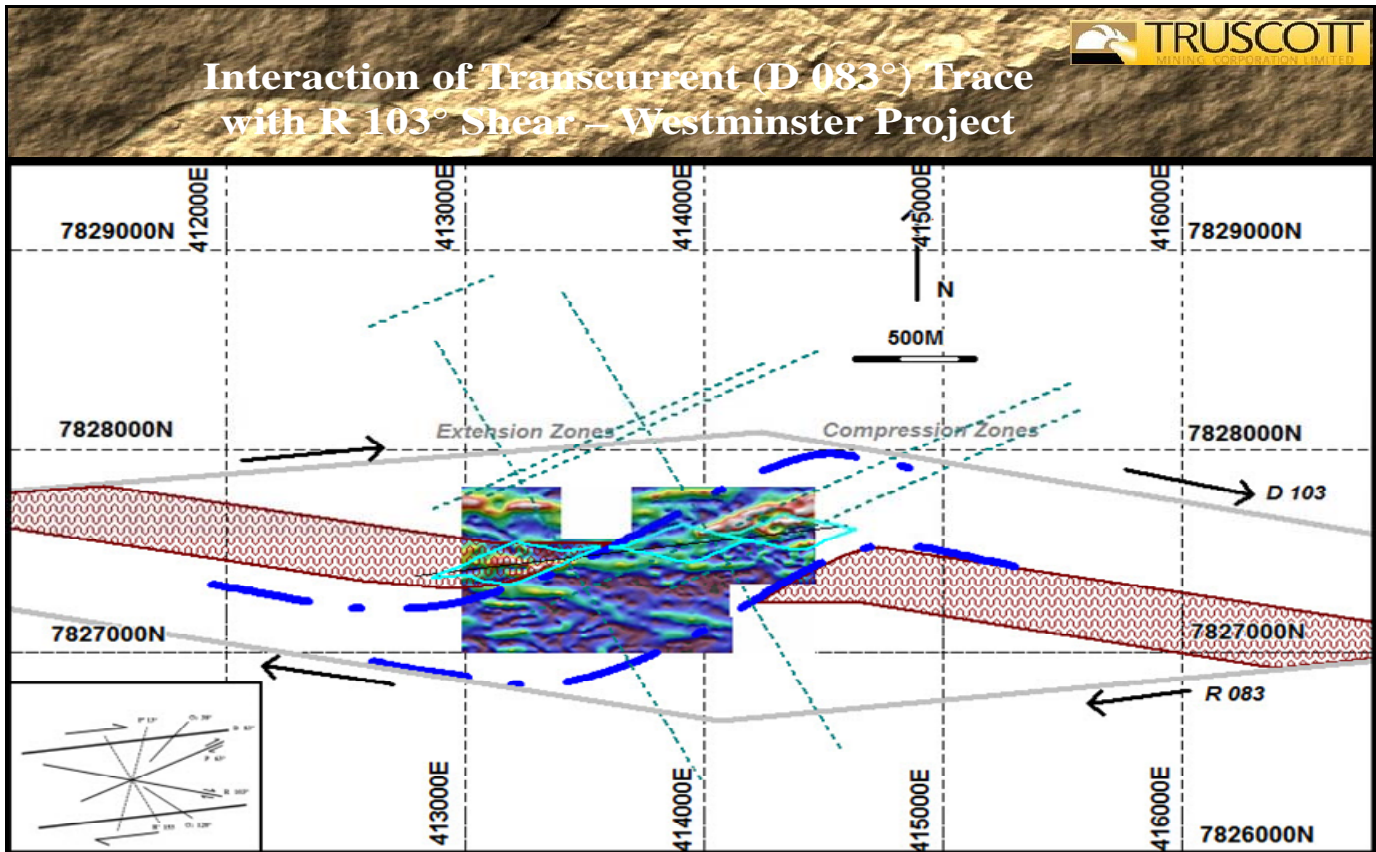 TRUSCOTT
MINING CORPORATION LIMITED
Interaction of Transcurrent (D 083°) Trace
with R 103° Shear – Westminster Project
412000E
413000E
414000E
415000E
416000E
7829000N
7829000N
N
500M
7828000N
Extension Zones
Compression Zones
7828000N
D 103
7827000N
7827000N
R 083
413000E
414000E
415000E
416000E
7826000N
R 103°